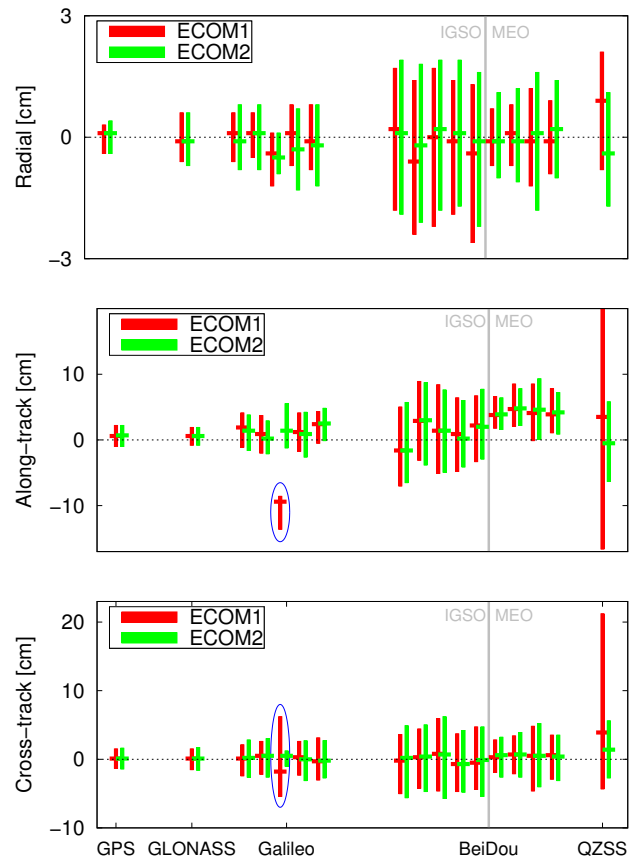 3
ECOM1
ECOM2
IGSO MEO
Radial [cm]
0
−3
ECOM1
ECOM2
IGSO MEO
10
Along−track [cm]
0
−10
20
ECOM1
ECOM2
IGSO MEO
10
Cross−track [cm]
0
−10
GPS GLONASS Galileo BeiDou QZSS